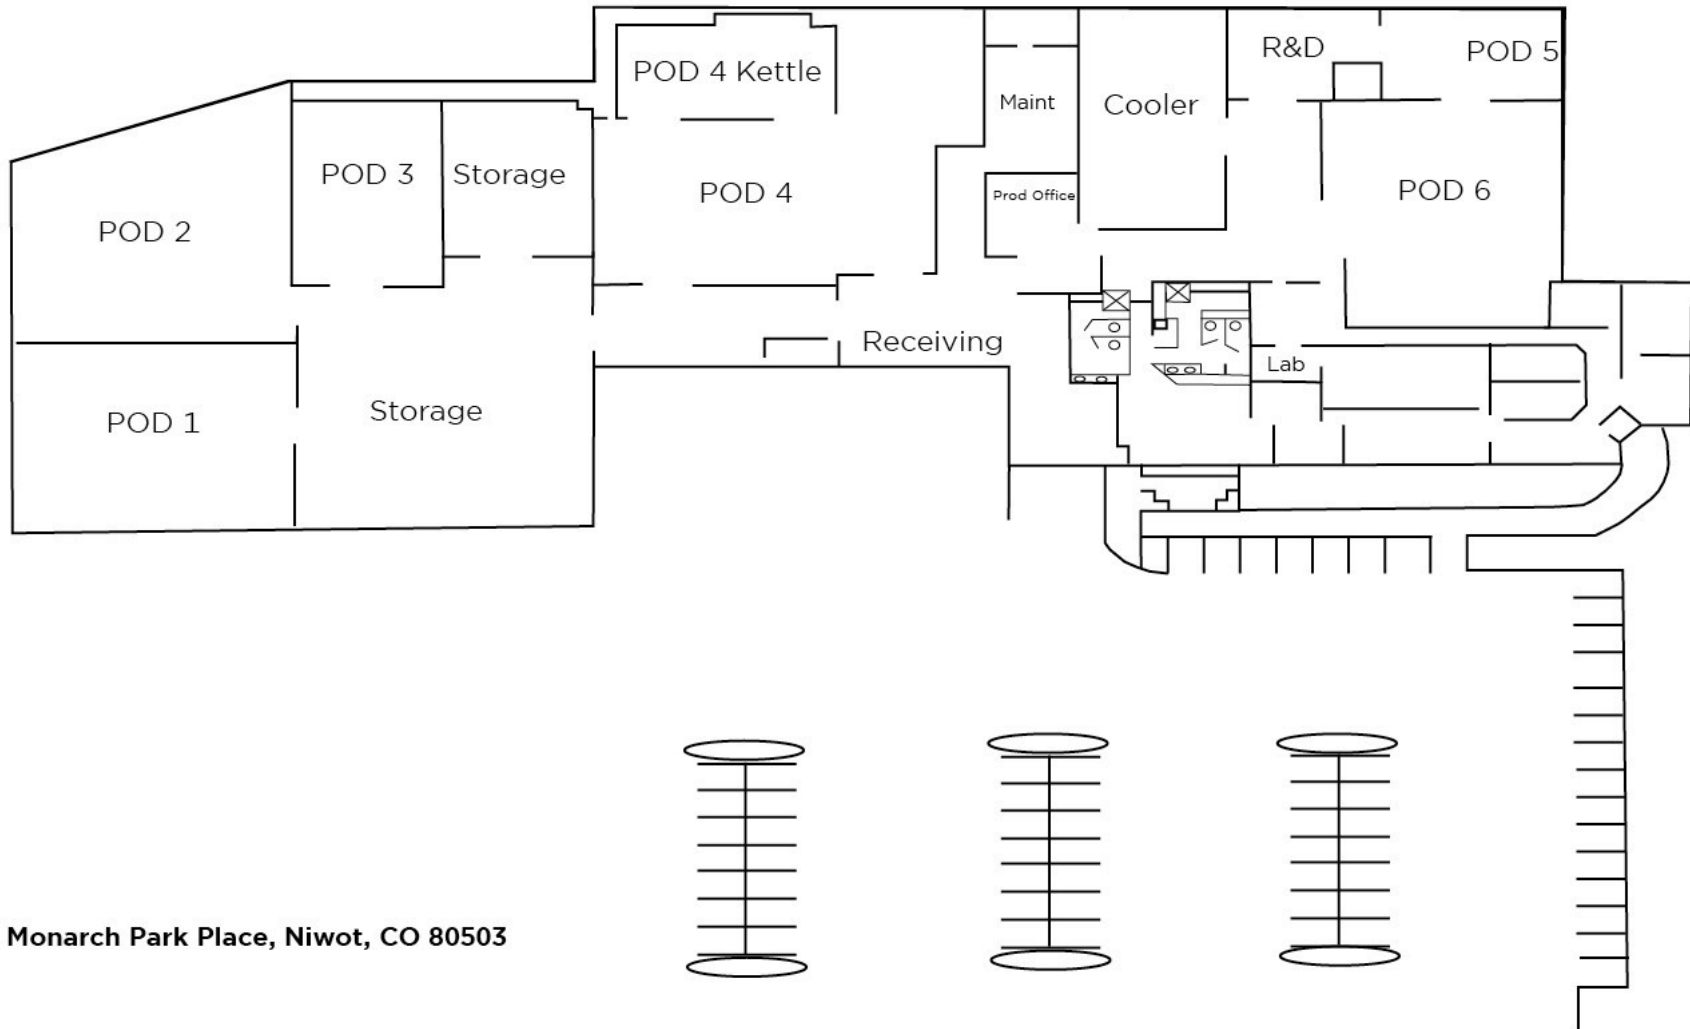 POD 4 Kettle
R&D
POD 5
Maint
Cooler
POD 3
Storage
POD 4
Prod Office
POD 6
POD 2
Receiving
Lab
POD 1
Storage
Monarch Park Place, Niwot, CO 80503